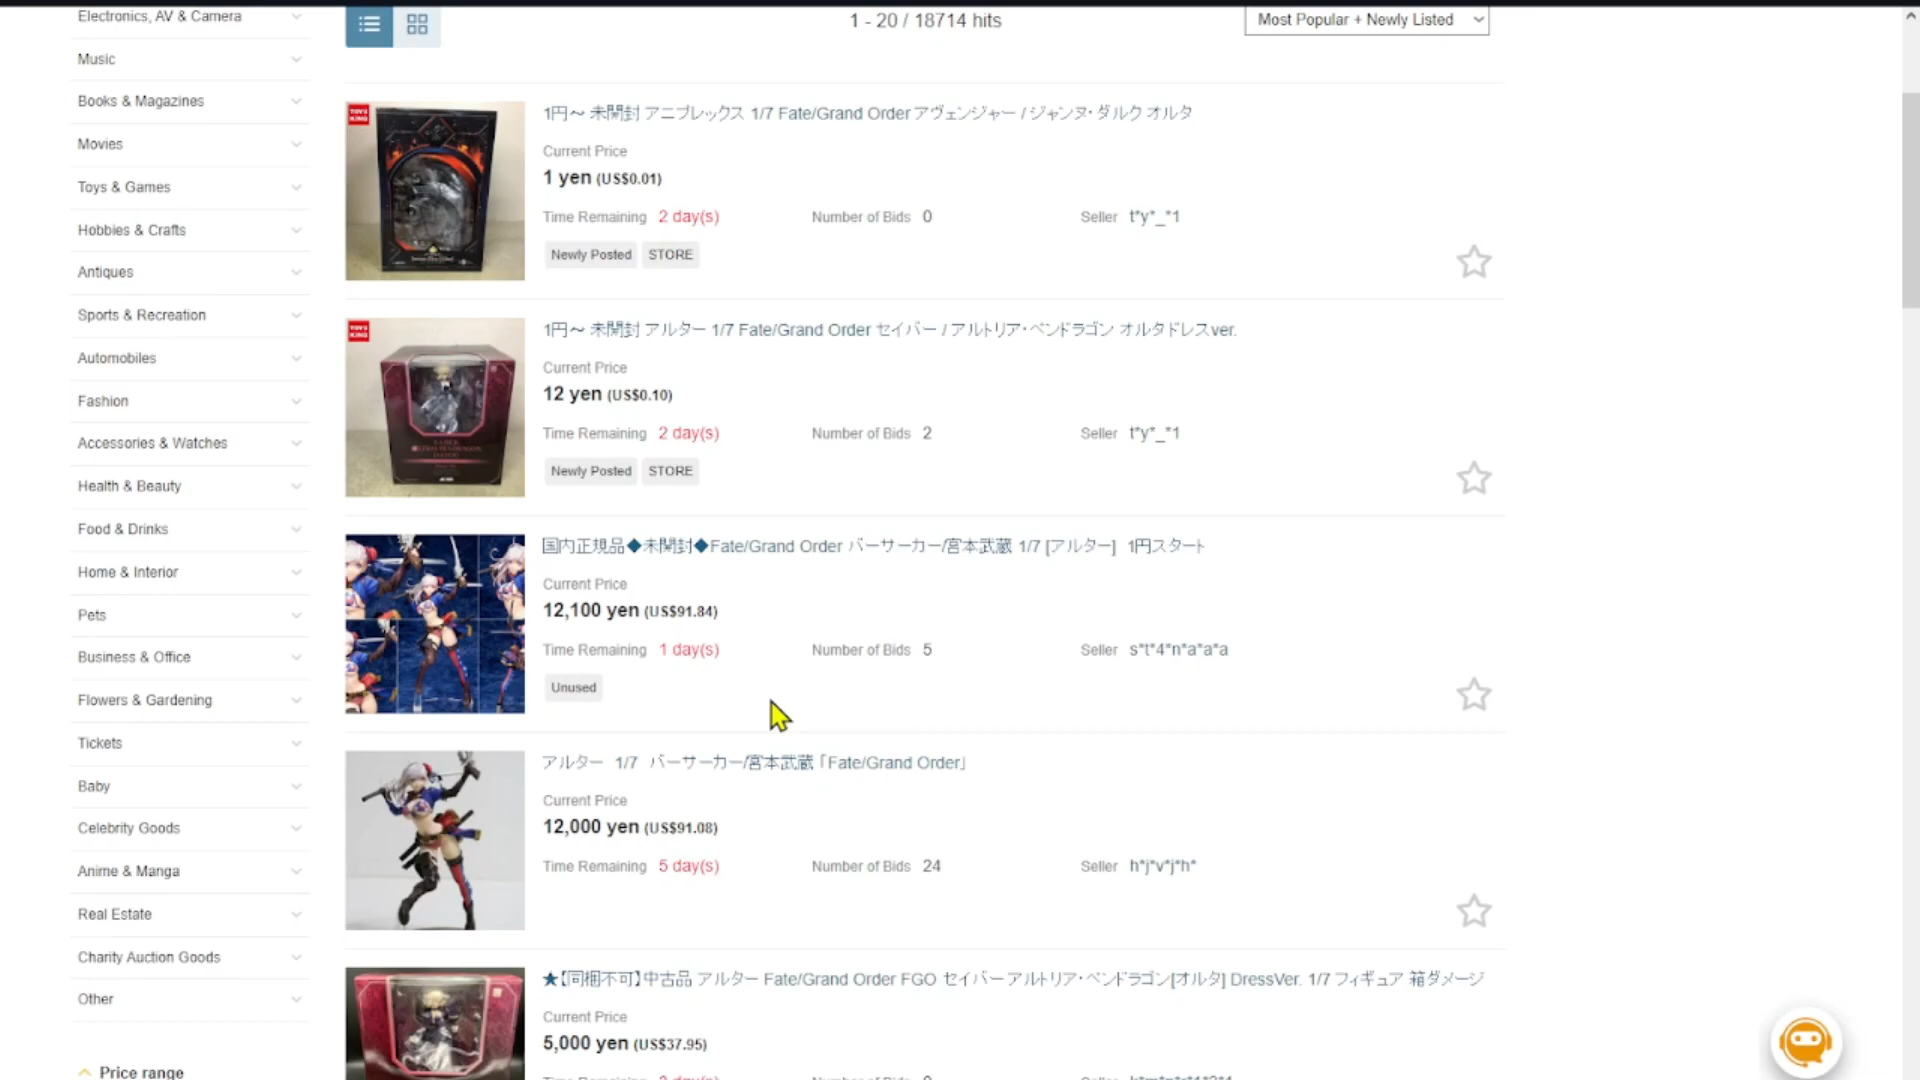 Electronics, AV & Camera
Music
Books & Magazines
Movies
Toys & Games
Hobbies & Crafts
Antiques
Sports & Recreation
Automobiles
Fashion
Accessories & Watches
Health & Beauty
Food & Drinks
Home & Interior
Pets
Business & Office
Flowers & Gardening
Tickets
Baby
Celebrity Goods
Anime & Manga
Real Estate
Charity Auction Goods
Other
Price range
1 - 20 / 18714 hits
Most Popular + Newly Listed
TOYS KING
1円～ 未開封 アニプレックス 1/7 Fate/Grand Order アヴェンジャー / ジャンヌ・ダルク オルタ
Current Price
1 yen (US$0.01)
Time Remaining 2 day(s) Number of Bids 0 Seller t*y*_*1
Newly Posted STORE
TOYS KING
1円～ 未開封 アルター 1/7 Fate/Grand Order セイバー / アルトリア・ペンドラゴン オルタドレスver.
Current Price
12 yen (US$0.10)
Time Remaining 2 day(s) Number of Bids 2 Seller t*y*_*1
Newly Posted STORE
国内正規品◆未開封◆Fate/Grand Order バーサーカー/宮本武蔵 1/7 [アルター] 1円スタート
Current Price
12,100 yen (US$91.84)
Time Remaining 1 day(s) Number of Bids 5 Seller s*t*4*n*a*a*a
Unused
アルター 1/7 バーサーカー/宮本武蔵「Fate/Grand Order」
Current Price
12,000 yen (US$91.08)
Time Remaining 5 day(s) Number of Bids 24 Seller h*j*v*j*h*
★【同梱不可】中古品 アルター Fate/Grand Order FGO セイバー アルトリア・ペンドラゴン[オルタ] DressVer. 1/7 フィギュア 箱ダメージ
Current Price
5,000 yen (US$37.95)